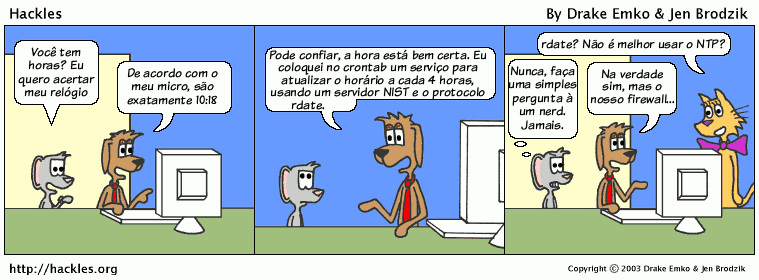 Hackles
By Drake Emko & Jen Brodzik
Você tem
horas? Eu
quero acertar
meu relógio
De acordo com o
meu micro, são
exatamente 10:18
Pode confiar, a hora está bem certa. Eu
coloquei no crontab um serviço para
atualizar o horário a cada 4 horas,
usando um servidor NIST e o protocolo
rdate.
rdate? Não é melhor usar o NTP?
Nunca, faça
uma simples
pergunta à
um nerd.
Jamais.
Na verdade
sim, mas o
nosso firewall...
http://hackles.org
Copyright © 2003 Drake Emko & Jen Brodzik